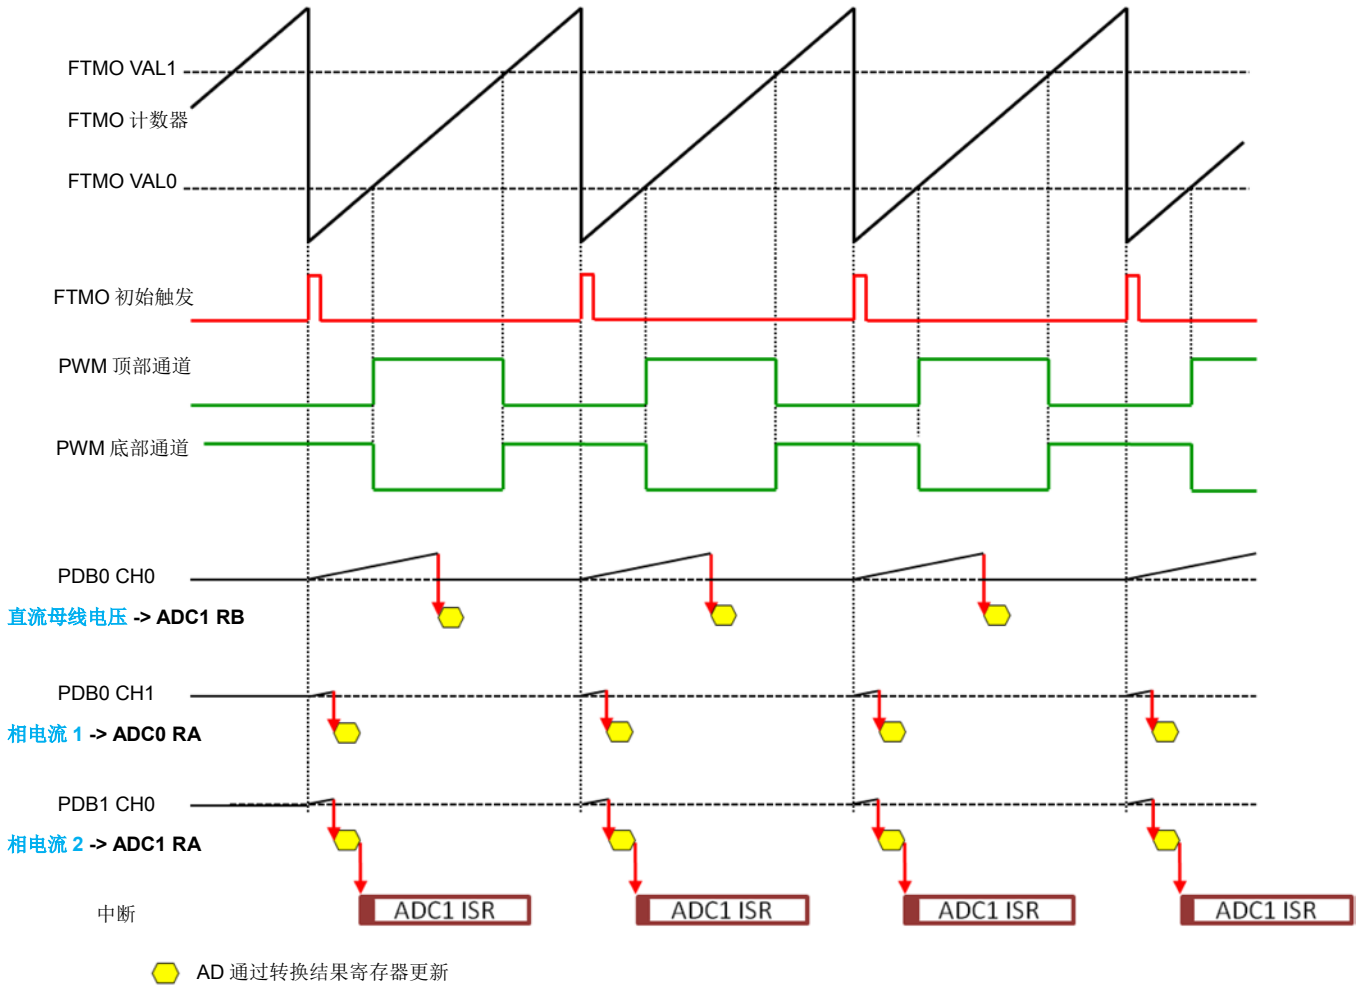 FTMO VAL1
FTMO 计数器
FTMO VAL0
FTMO 初始触发
PWM 顶部通道
PWM 底部通道
PDB0 CH0
直流母线电压 -> ADC1 RB
PDB0 CH1
相电流 1 -> ADC0 RA
PDB1 CH0
相电流 2 -> ADC1 RA
中断
ADC1 ISR
ADC1 ISR
ADC1 ISR
ADC1 ISR
AD 通过转换结果寄存器更新